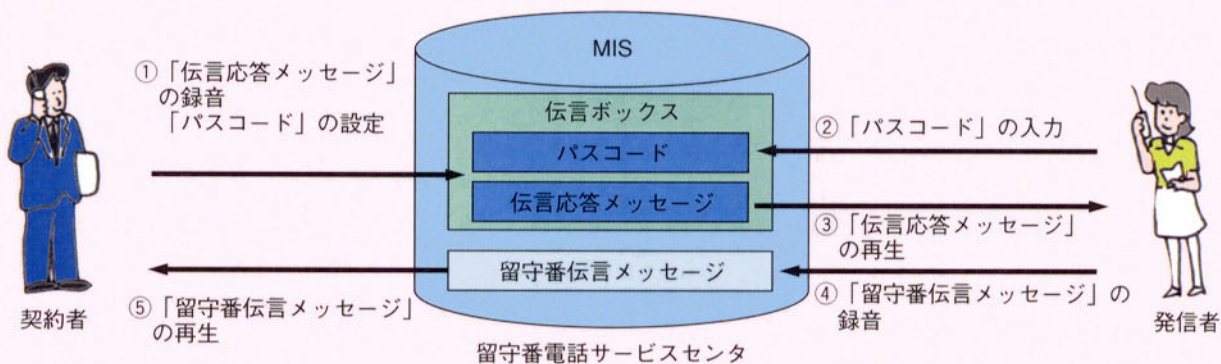 MIS
①「伝言応答メッセージ」
の録音
「パスコード」の設定
伝言ボックス
パスコード
伝言応答メッセージ
②「パスコード」の入力
③「伝言応答メッセージ」
の再生
留守番伝言メッセージ
④「留守番伝言メッセージ」の
録音
⑤「留守番伝言メッセージ」
の再生
契約者
発信者
留守番電話サービスセンタ